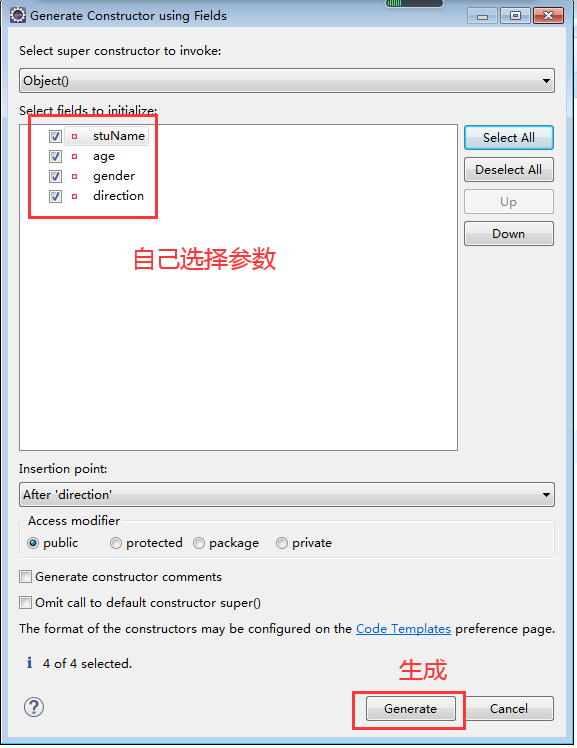 Generate Constructor using Fields
Select super constructor to invoke:
Object()
Select fields to initialize:
stuName
age
gender
direction
Select All
Deselect All
Up
Down
自己选择参数
Insertion point:
After 'direction'
Access modifier
public protected package private
Generate constructor comments
Omit call to default constructor super()
The format of the constructors may be configured on the Code Templates preference page.
i 4 of 4 selected.
生成
? Generate Cancel